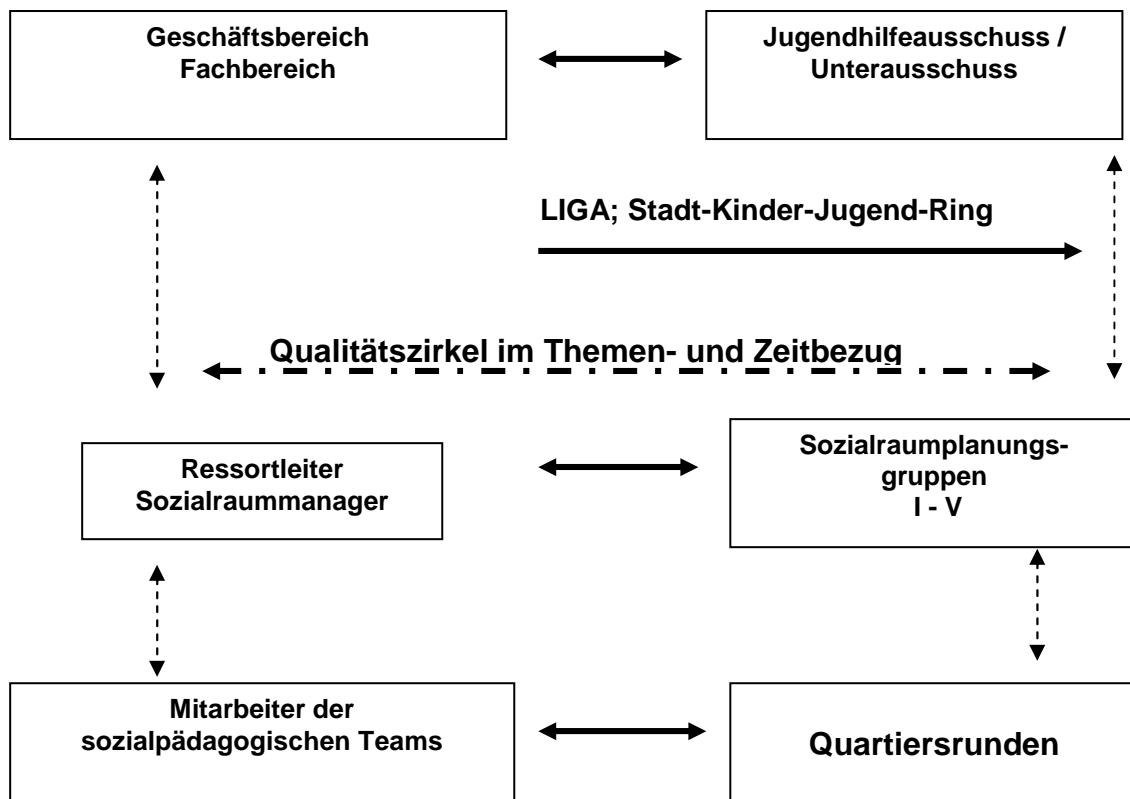 Geschäftsbereich
Fachbereich
Jugendhilfeausschuss /
Unterausschuss
LIGA; Stadt-Kinder-Jugend-Ring
Qualitätszirkel im Themen- und Zeitbezug
Ressortleiter
Sozialraummanager
Sozialraumplanungs-
gruppen
I - V
Mitarbeiter der
sozialpädagogischen Teams
Quartiersrunden